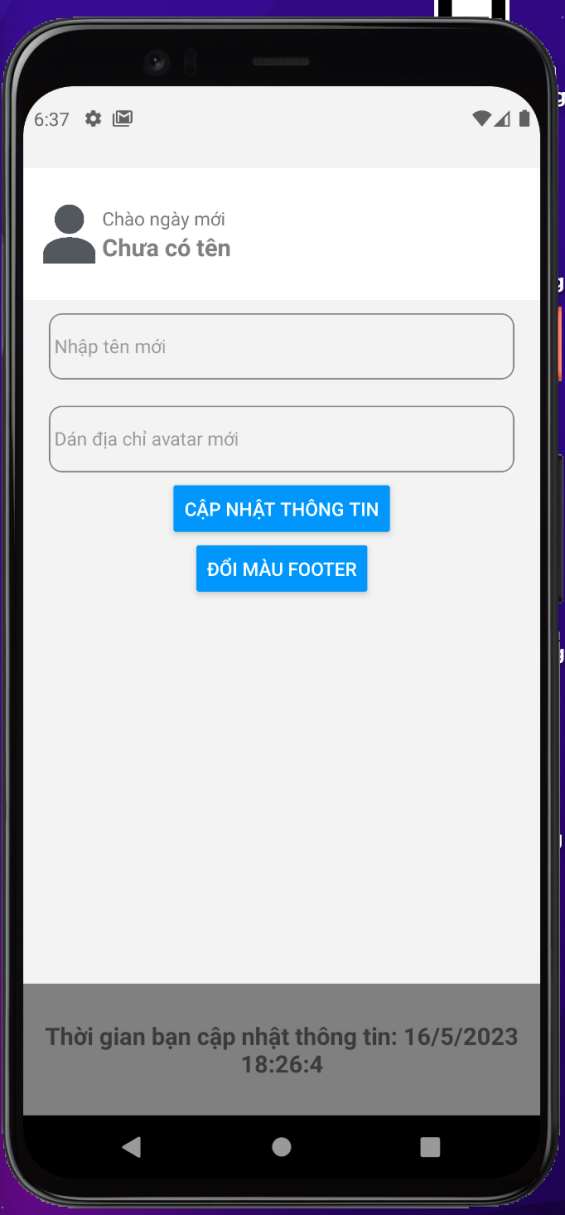 6:37
Chào ngày mới
Chưa có tên
Nhập tên mới
Dán địa chỉ avatar mới
CẬP NHẬT THÔNG TIN
ĐỔI MÀU FOOTER
Thời gian bạn cập nhật thông tin: 16/5/2023
18:26:4